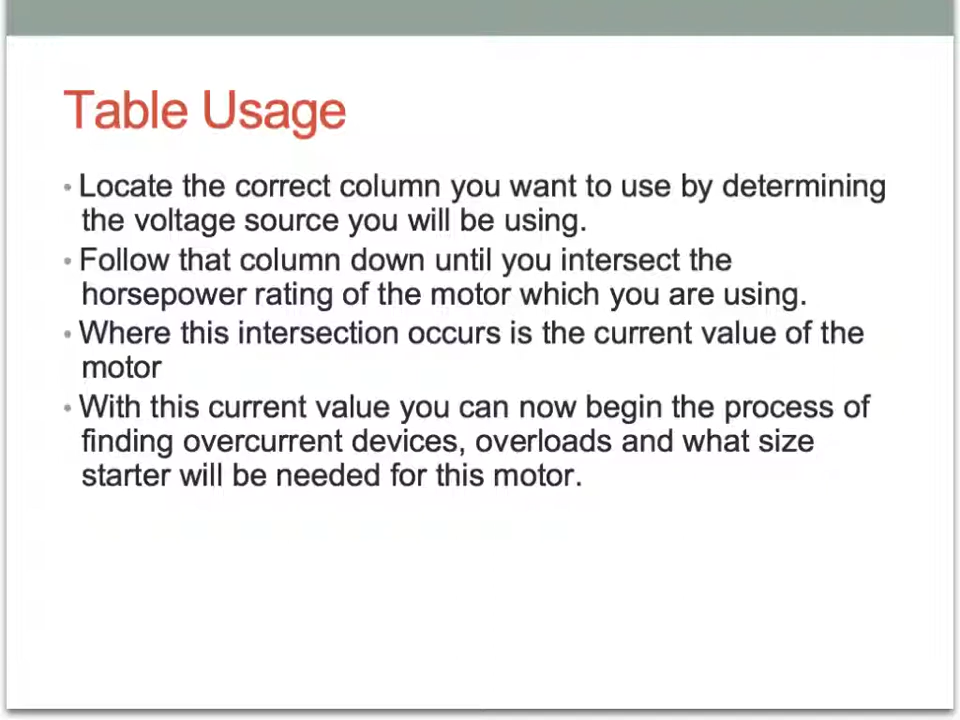 Table Usage
• Locate the correct column you want to use by determining
the voltage source you will be using.
• Follow that column down until you intersect the
horsepower rating of the motor which you are using.
• Where this intersection occurs is the current value of the
motor
• With this current value you can now begin the process of
finding overcurrent devices, overloads and what size
starter will be needed for this motor.